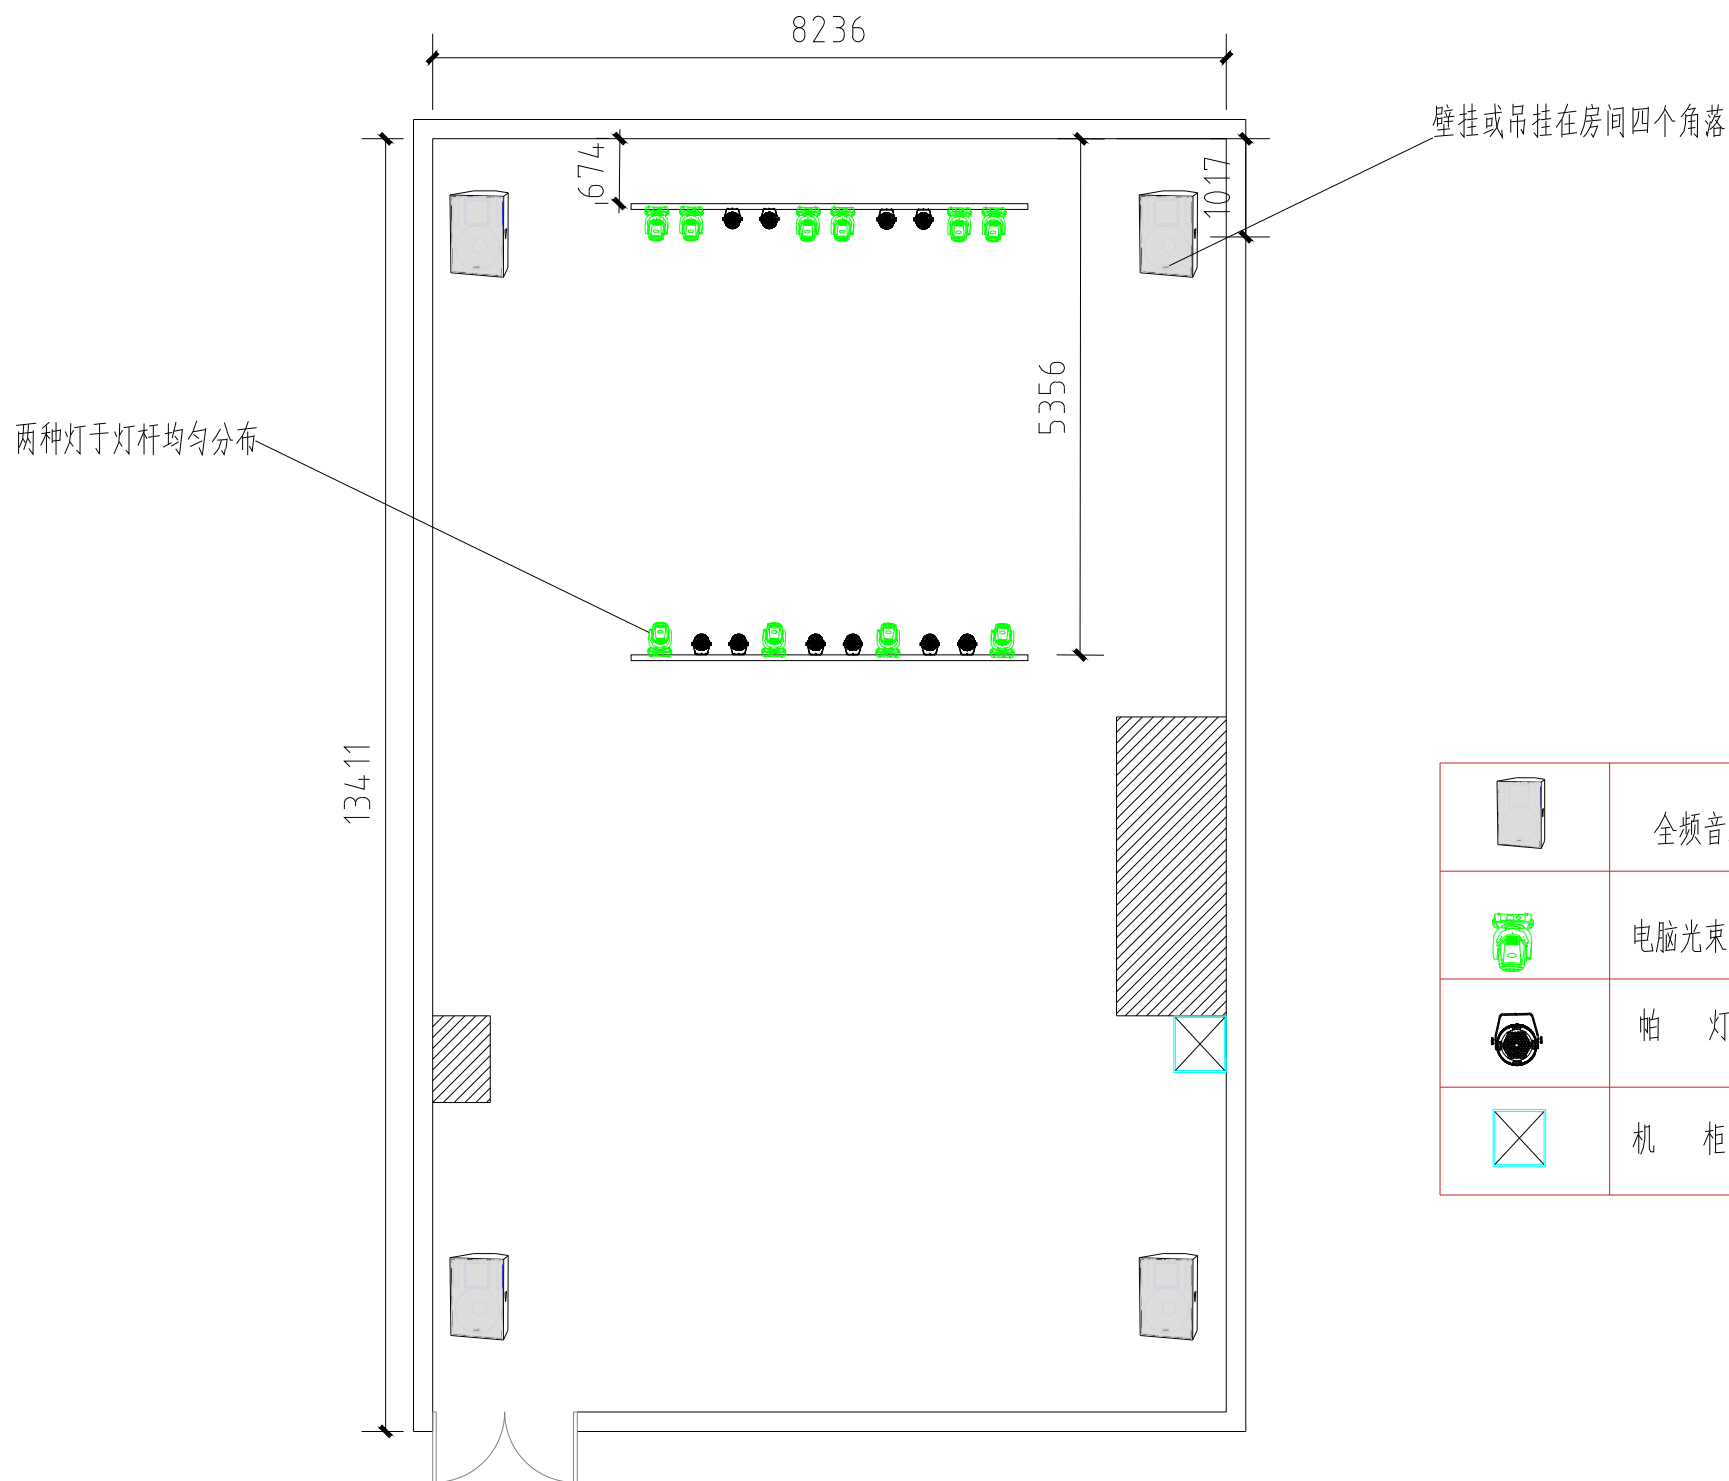 8236
壁挂或吊挂在房间四个角落
674
1017
5356
两种灯于灯杆均匀分布
13411
全频音
电脑光束
帕 灯
机 柜